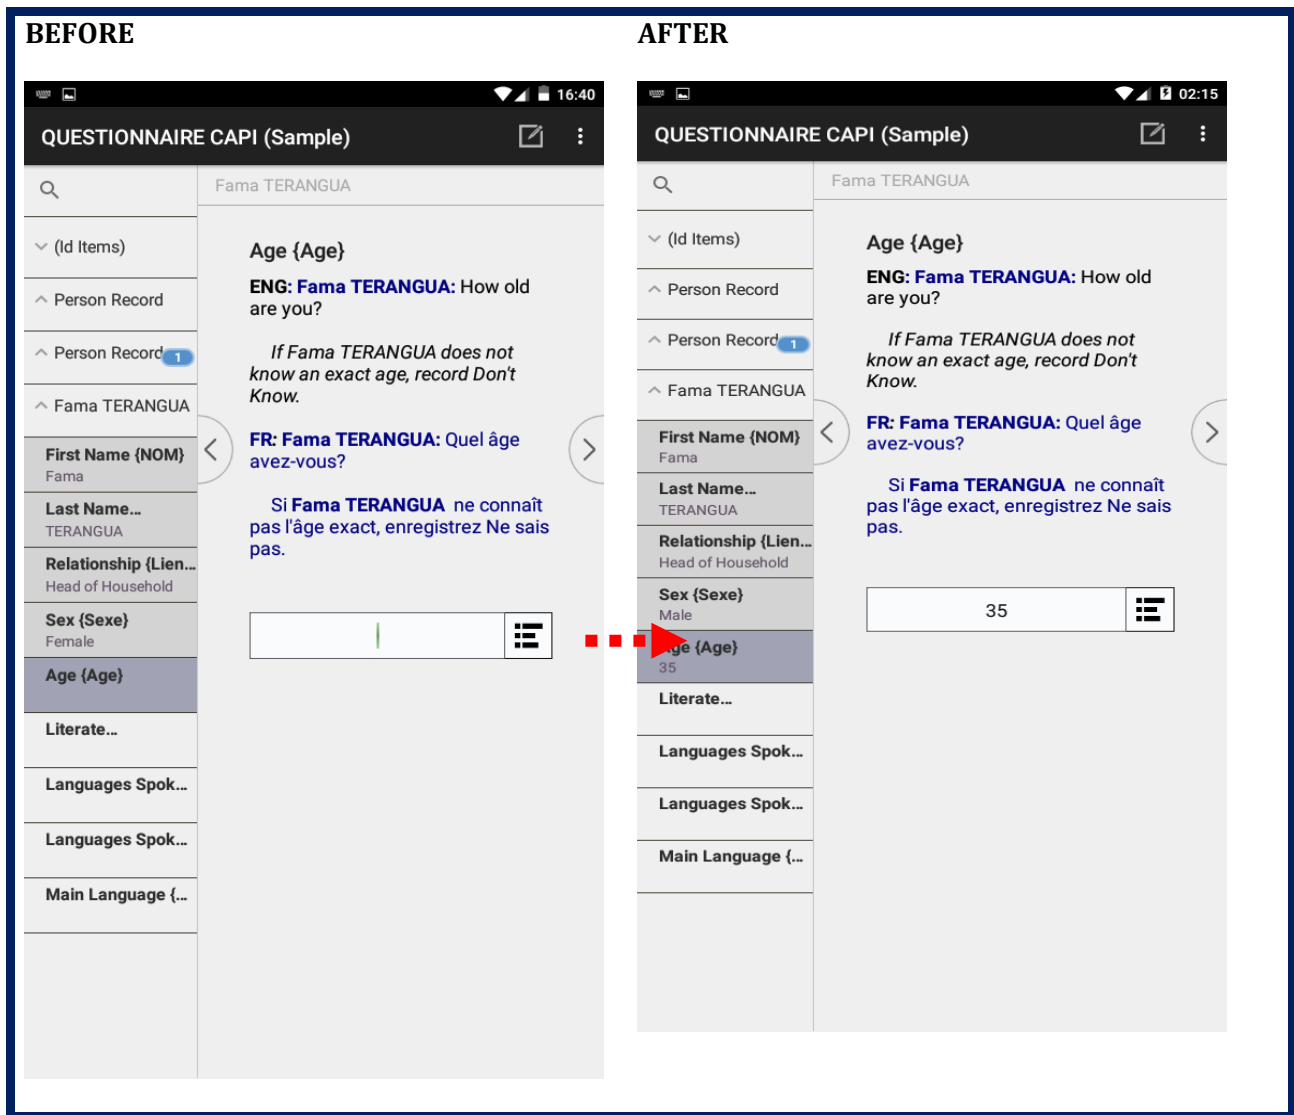 BEFORE
16:40
QUESTIONNAIRE CAPI (Sample)
Fama TERANGUA
(Id Items)
Person Record
Person Record 1
Fama TERANGUA
First Name {NOM}
Fama
Last Name...
TERANGUA
Relationship {Lien...
Head of Household
Sex {Sexe}
Female
Age {Age}
Literate...
Languages Spok...
Languages Spok...
Main Language {...
Age {Age}
ENG: Fama TERANGUA: How old
are you?
If Fama TERANGUA does not
know an exact age, record Don't
Know.
FR: Fama TERANGUA: Quel âge
avez-vous?
Si Fama TERANGUA ne connaît
pas l'âge exact, enregistrez Ne sais
pas.
AFTER
02:15
QUESTIONNAIRE CAPI (Sample)
Fama TERANGUA
(Id Items)
Person Record
Person Record 1
Fama TERANGUA
First Name {NOM}
Fama
Last Name...
TERANGUA
Relationship {Lien...
Head of Household
Sex {Sexe}
Male
Age {Age}
35
Literate...
Languages Spok...
Languages Spok...
Main Language {...
Age {Age}
ENG: Fama TERANGUA: How old
are you?
If Fama TERANGUA does not
know an exact age, record Don't
Know.
FR: Fama TERANGUA: Quel âge
avez-vous?
Si Fama TERANGUA ne connaît
pas l'âge exact, enregistrez Ne sais
pas.
35